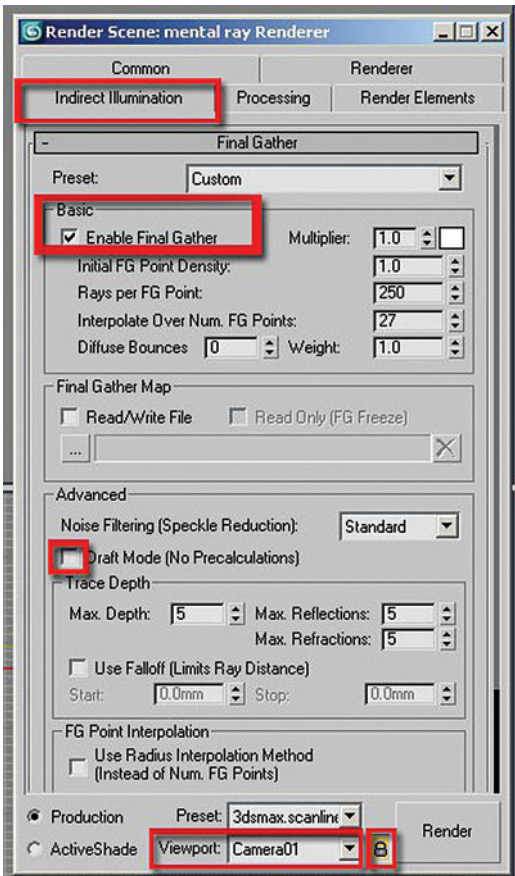 Render Scene: mental ray Renderer
Common Renderer
Indirect Illumination Processing Render Elements
- Final Gather
Preset: Custom
Basic
Enable Final Gather Multiplier: 1.0
Initial FG Point Density: 1.0
Rays per FG Point: 250
Interpolate Over Num. FG Points: 27
Diffuse Bounces 0 Weight: 1.0
Final Gather Map
Read/Write File Read Only (FG Freeze)
...
Advanced
Noise Filtering (Speckle Reduction): Standard
Draft Mode (No Precalculations)
Trace Depth
Max. Depth: 5 Max. Reflections: 5
Max. Refractions: 5
Use Falloff (Limits Ray Distance)
Start: 0.0mm Stop: 0.0mm
FG Point Interpolation
Use Radius Interpolation Method
(Instead of Num. FG Points)
Production Preset: 3dsmax.scanline
ActiveShade Viewport: Camera01
Render